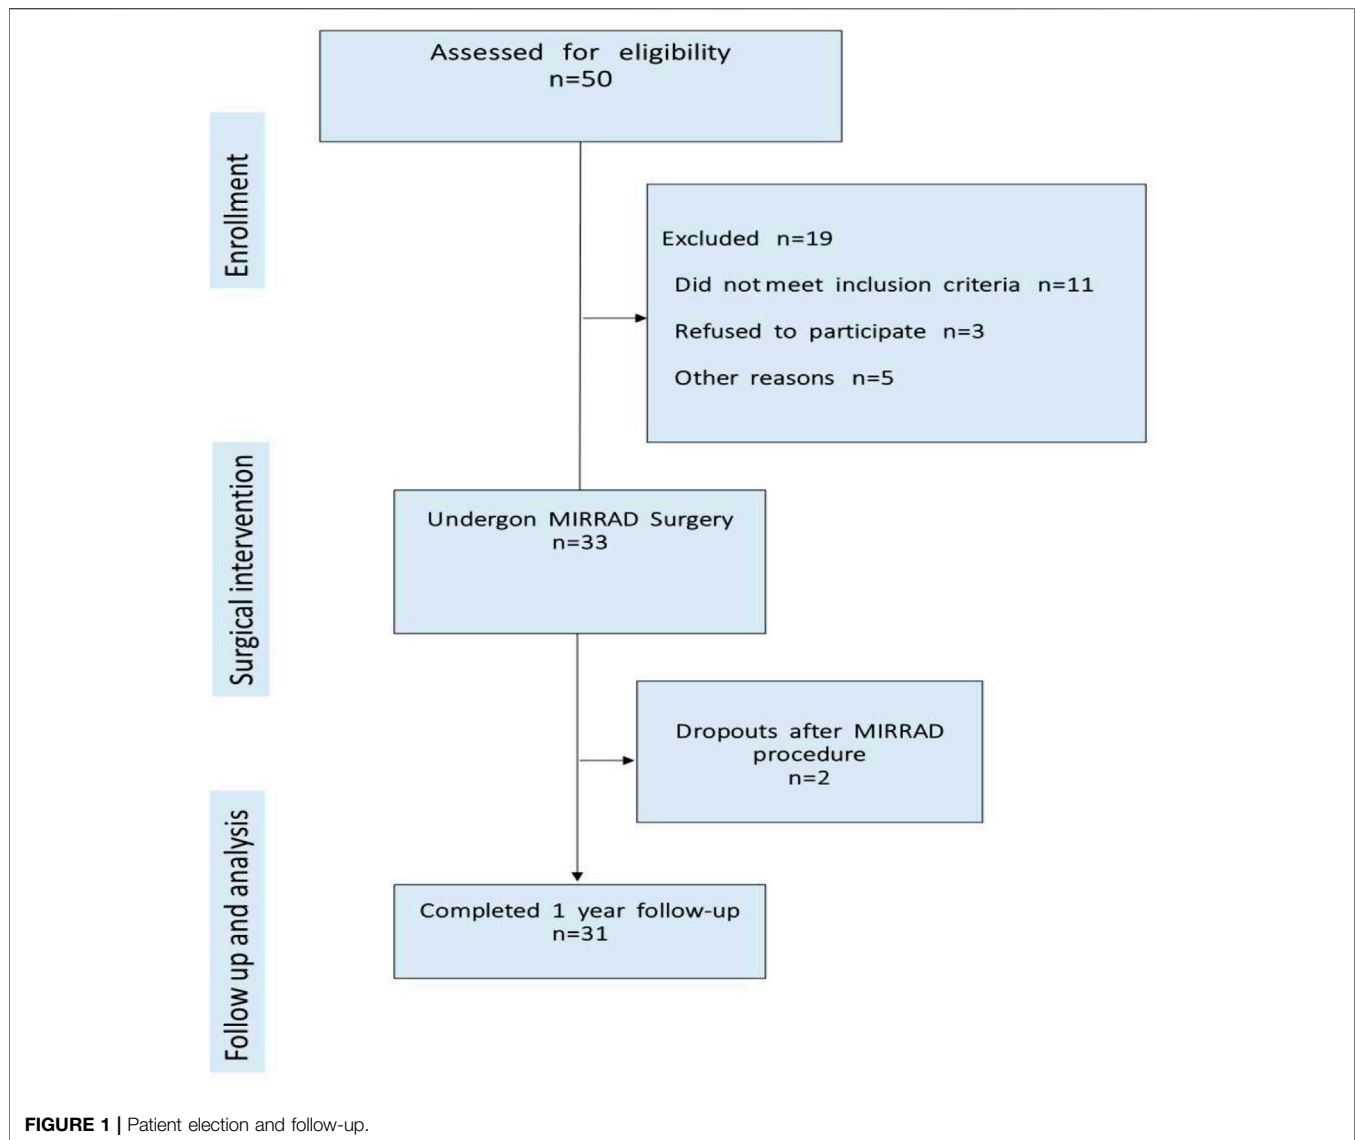 Assessed for eligibility
n=50
Enrollment
Excluded n=19
Did not meet inclusion criteria n=11
Refused to participate n=3
Other reasons n=5
Surgical intervention
Undergon MIRRAD Surgery
n=33
Dropouts after MIRRAD
procedure
n=2
Follow up and analysis
Completed 1 year follow-up
n=31
FIGURE 1 | Patient election and follow-up.